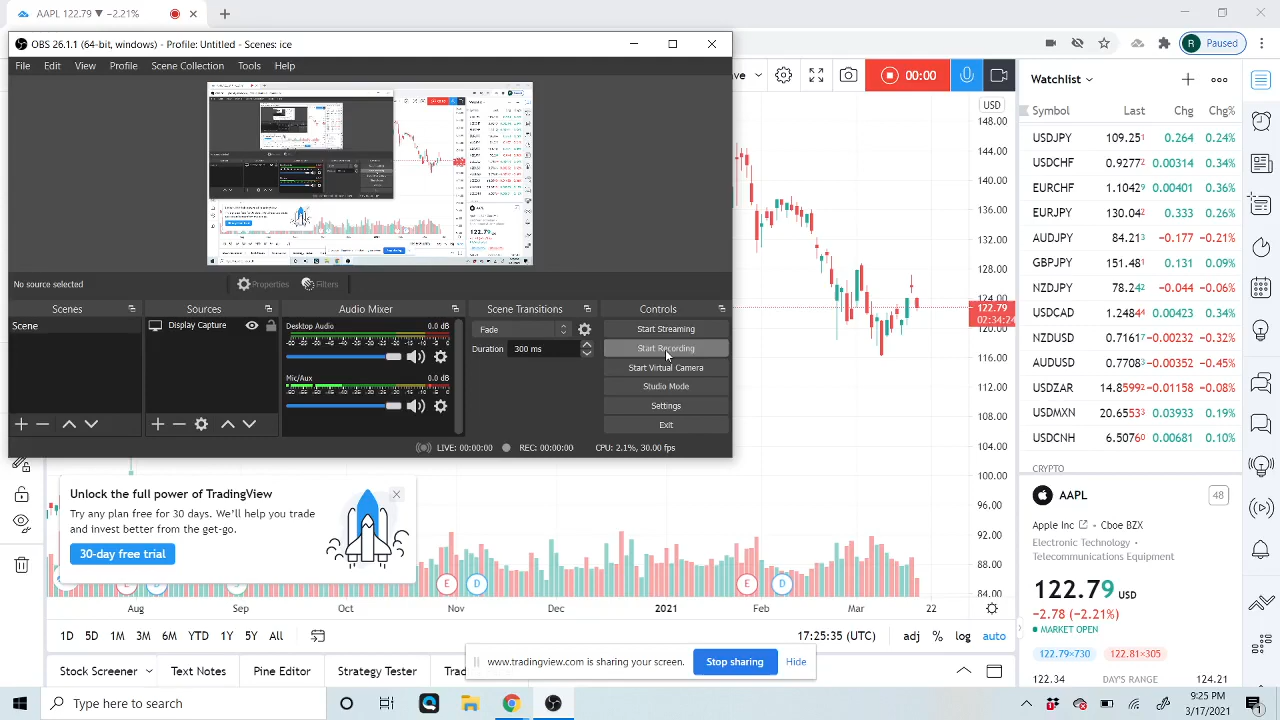 AAPL 122.79 ▼ −2.21%
OBS 26.1.1 (64-bit, windows) - Profile: Untitled - Scenes: ice
File Edit View Profile Scene Collection Tools Help
R Paused
00:00
No source selected Properties Filters
Scenes Sources Audio Mixer Scene Transitions Controls
Scene
Display Capture
Desktop Audio 0.0 dB
Mic/Aux 0.0 dB
Fade
Duration 300 ms
Start Streaming
Start Recording
Start Virtual Camera
Studio Mode
Settings
Exit
LIVE: 00:00:00 REC: 00:00:00 CPU: 2.1%, 30.00 fps
USD
148.00
144.00
140.00
136.00
132.00
128.00
124.00
122.79
02:34:24
120.00
116.00
112.00
108.00
104.00
100.00
96.00
92.00
88.00
84.00
Watchlist
Symbol Last Chg Chg%
USDJPY 109.251 0.264 0.24%
USDCHF 0.92772 0.00314 0.34%
EURCHF 1.10429 0.00401 0.36%
EURJPY 0.333 0.26%
AUDJPY 84.213 −0.177 −0.21%
GBPJPY 151.481 0.131 0.09%
NZDJPY 78.242 −0.044 −0.06%
USDCAD 1.24844 0.00423 0.34%
NZDUSD 0.71617 −0.00232 −0.32%
AUDUSD 0.77083 −0.00352 −0.45%
USDZAR 14.8599 −0.01158 −0.08%
USDMXN 20.6553 0.03933 0.19%
USDCNH 6.50760 0.00681 0.10%
CRYPTO
AAPL 48
Apple Inc • Cboe BZX
Electronic Technology •
Telecommunications Equipment
122.79 USD
−2.78 (−2.21%)
MARKET OPEN
122.79×730 122.81×305
122.34 DAY'S RANGE 124.21
Unlock the full power of TradingView
Try any plan free for 30 days. We'll help you trade
and invest better from the get-go.
30-day free trial
E D E D
Aug Sep Oct Nov Dec 2021 Feb Mar 22
1D 5D 1M 3M 6M YTD 1Y 5Y All 17:25:35 (UTC) adj % log auto
Stock Screener Text Notes Pine Editor Strategy Tester
www.tradingview.com is sharing your screen. Stop sharing Hide
Type here to search
9:25 PM
3/17/2021